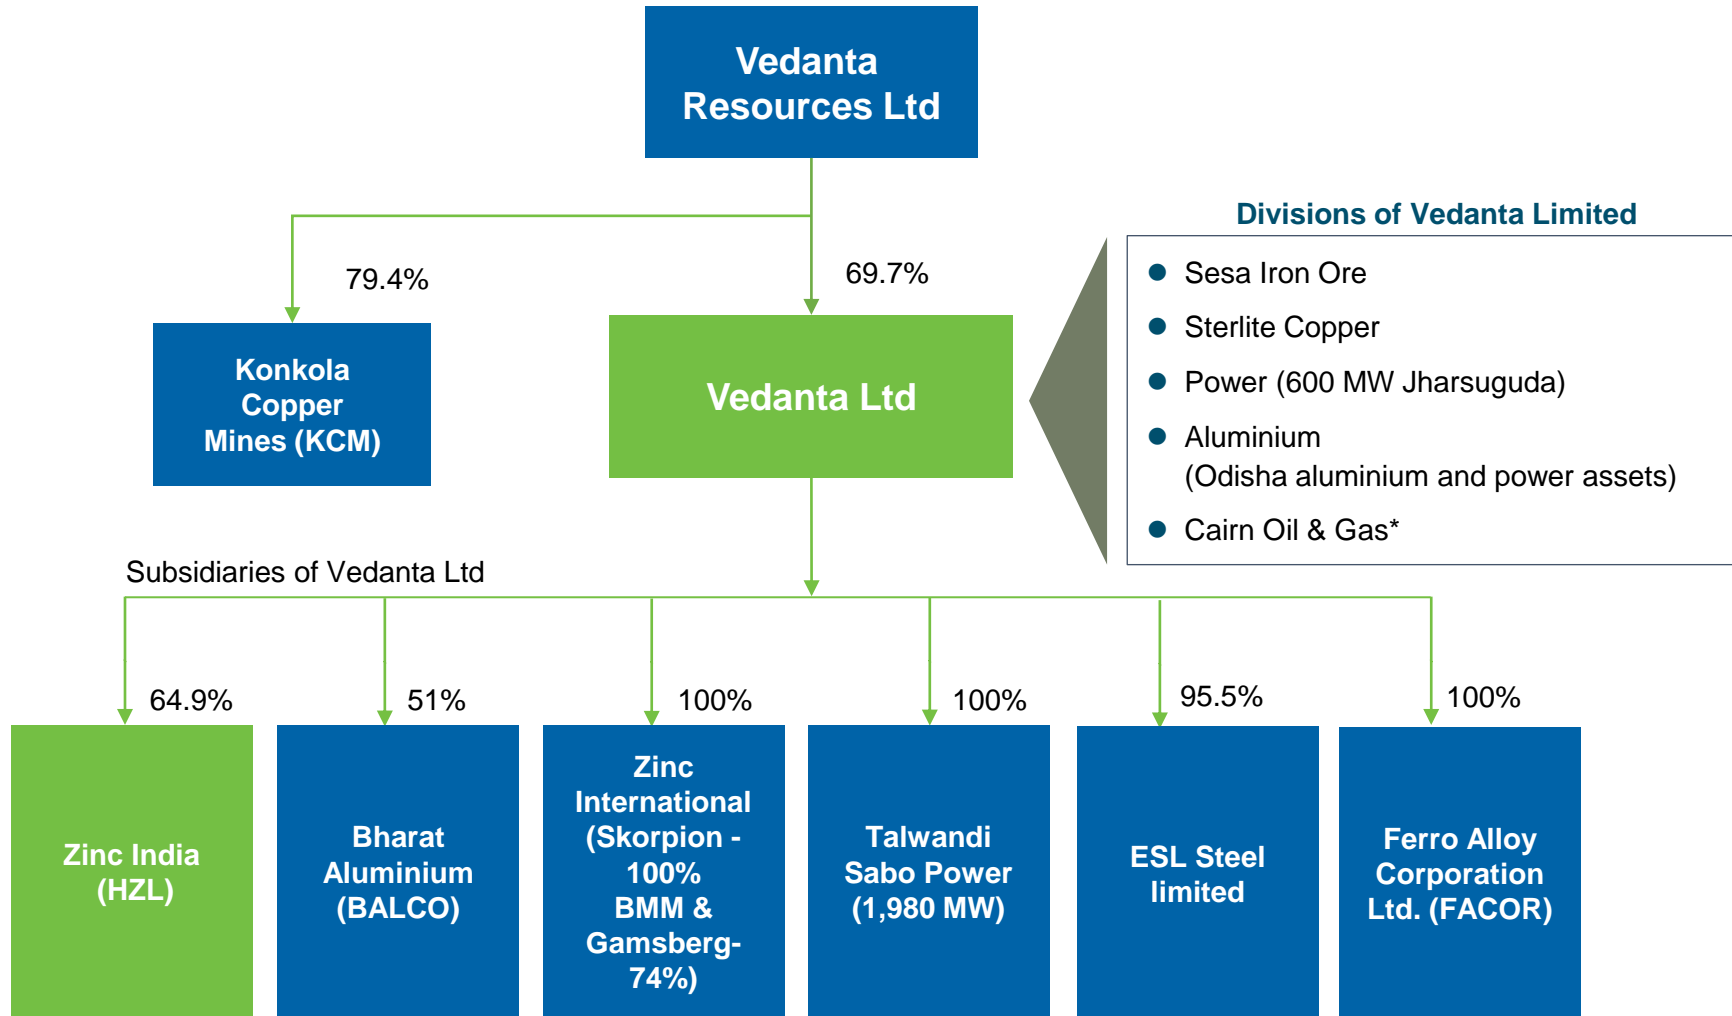 Vedanta
Resources Ltd
Divisions of Vedanta Limited
79.4%
69.7%
Sesa Iron Ore
Sterlite Copper
Power (600 MW Jharsuguda)
Aluminium
(Odisha aluminium and power assets)
Cairn Oil & Gas*
Konkola
Copper
Mines (KCM)
Vedanta Ltd
Subsidiaries of Vedanta Ltd
64.9%
51%
100%
100%
95.5%
100%
Zinc India
(HZL)
Bharat
Aluminium
(BALCO)
Zinc
International
(Skorpion -
100%
BMM &
Gamsberg-
74%)
Talwandi
Sabo Power
(1,980 MW)
ESL Steel
limited
Ferro Alloy
Corporation
Ltd. (FACOR)